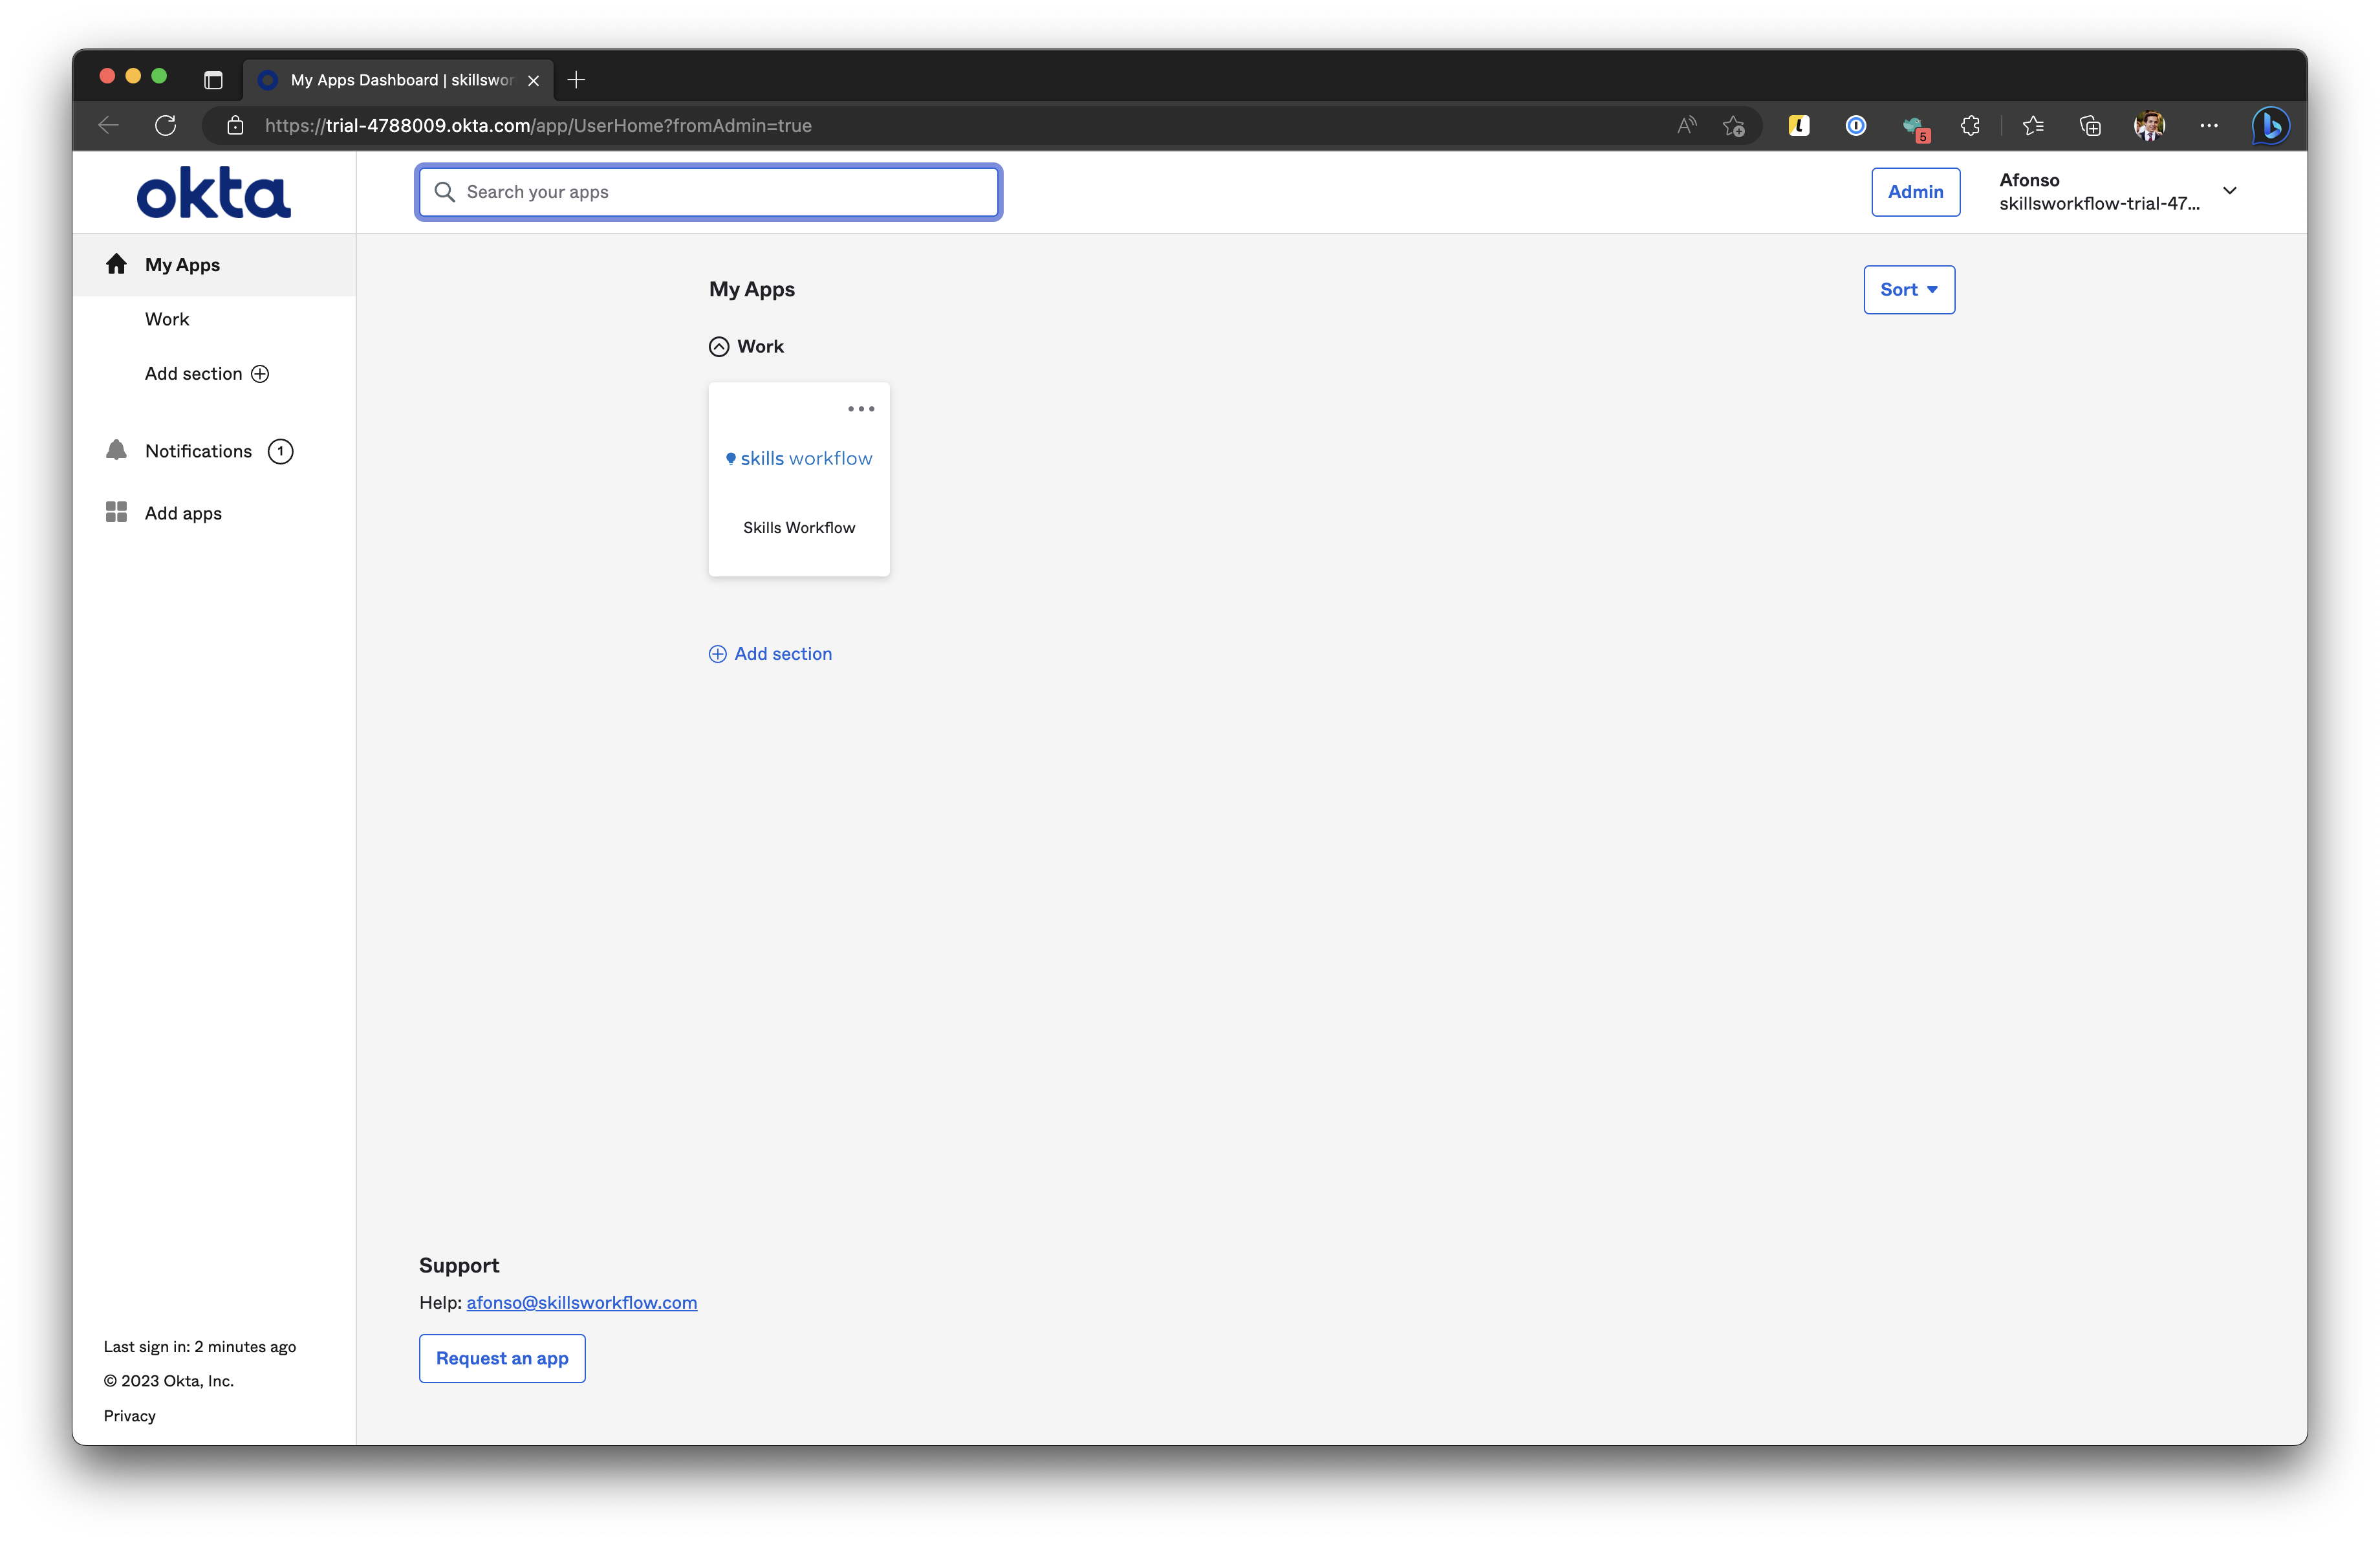 My Apps Dashboard | skillswor
https://trial-4788009.okta.com/app/UserHome?fromAdmin=true
5
okta
Search your apps
Admin
Afonso
skillsworkflow-trial-47...
My Apps
Work
Add section
Notifications 1
Add apps
My Apps
Sort
Work
skills workflow
Skills Workflow
Add section
Support
Help: afonso@skillsworkflow.com
Request an app
Last sign in: 2 minutes ago
© 2023 Okta, Inc.
Privacy